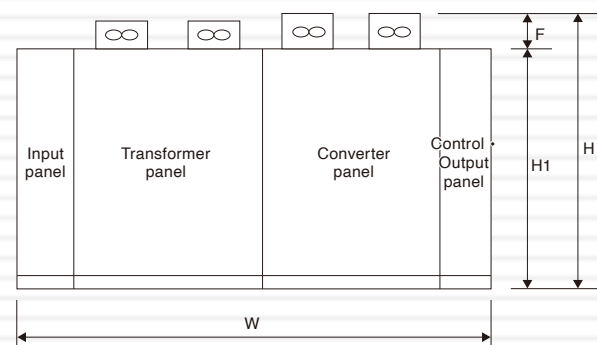 F
H
H1
Input
panel
Transformer
panel
Converter
panel
Control •
Output
panel
W